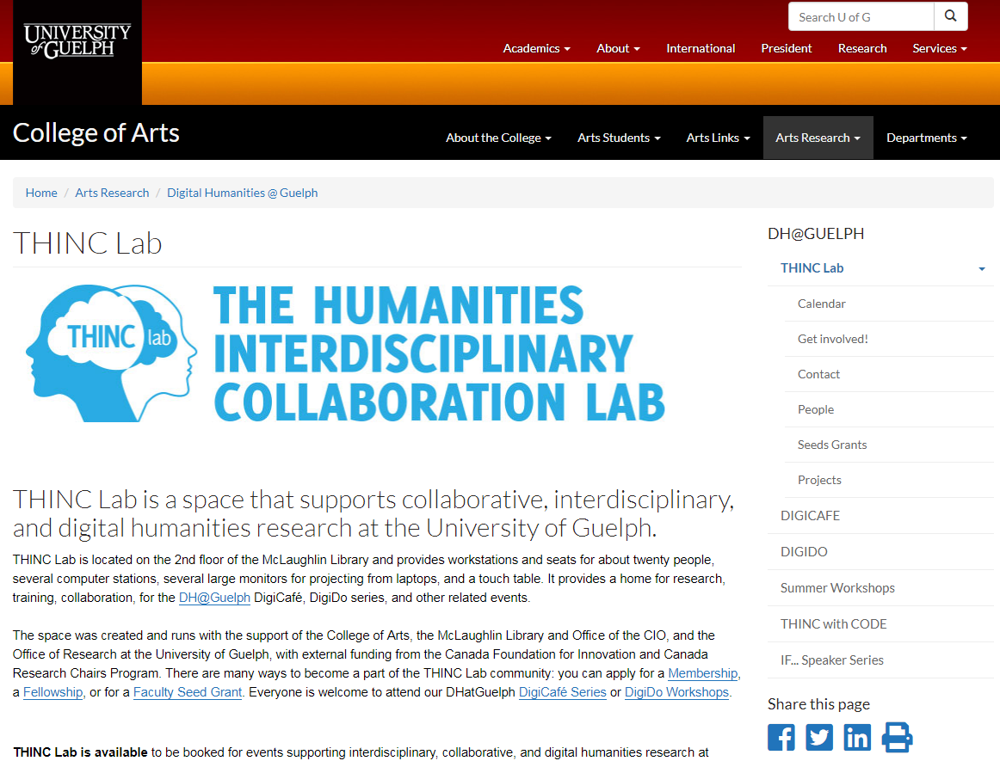 UNIVERSITY
of GUELPH
Search U of G
Academics About International President Research Services
College of Arts
About the College Arts Students Arts Links Arts Research Departments
Home / Arts Research / Digital Humanities @ Guelph
THINC Lab
THINC lab
THE HUMANITIES
INTERDISCIPLINARY
COLLABORATION LAB
THINC Lab is a space that supports collaborative, interdisciplinary,
and digital humanities research at the University of Guelph.
THINC Lab is located on the 2nd floor of the McLaughlin Library and provides workstations and seats for about twenty people,
several computer stations, several large monitors for projecting from laptops, and a touch table. It provides a home for research,
training, collaboration, for the DH@Guelph DigiCafé, DigiDo series, and other related events.
The space was created and runs with the support of the College of Arts, the McLaughlin Library and Office of the CIO, and the
Office of Research at the University of Guelph, with external funding from the Canada Foundation for Innovation and Canada
Research Chairs Program. There are many ways to become a part of the THINC Lab community: you can apply for a Membership,
a Fellowship, or for a Faculty Seed Grant. Everyone is welcome to attend our DHatGuelph DigiCafé Series or DigiDo Workshops.
THINC Lab is available to be booked for events supporting interdisciplinary, collaborative, and digital humanities research at
DH@GUELPH
THINC Lab
Calendar
Get involved!
Contact
People
Seeds Grants
Projects
DIGICAFE
DIGIDO
Summer Workshops
THINC with CODE
IF... Speaker Series
Share this page